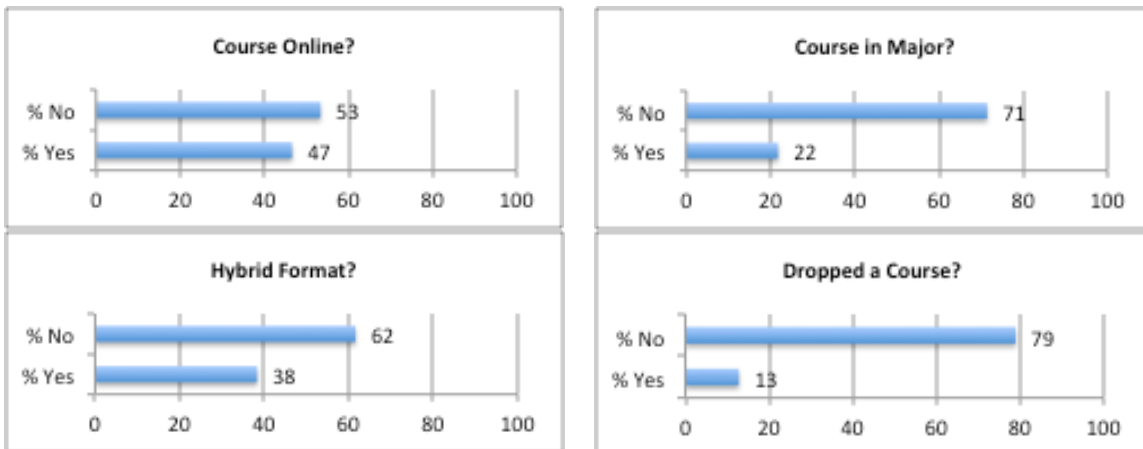 Course Online?
% No 53
% Yes 47
0 20 40 60 80 100
Course in Major?
% No 71
% Yes 22
0 20 40 60 80 100
Hybrid Format?
% No 62
% Yes 38
0 20 40 60 80 100
Dropped a Course?
% No 79
% Yes 13
0 20 40 60 80 100